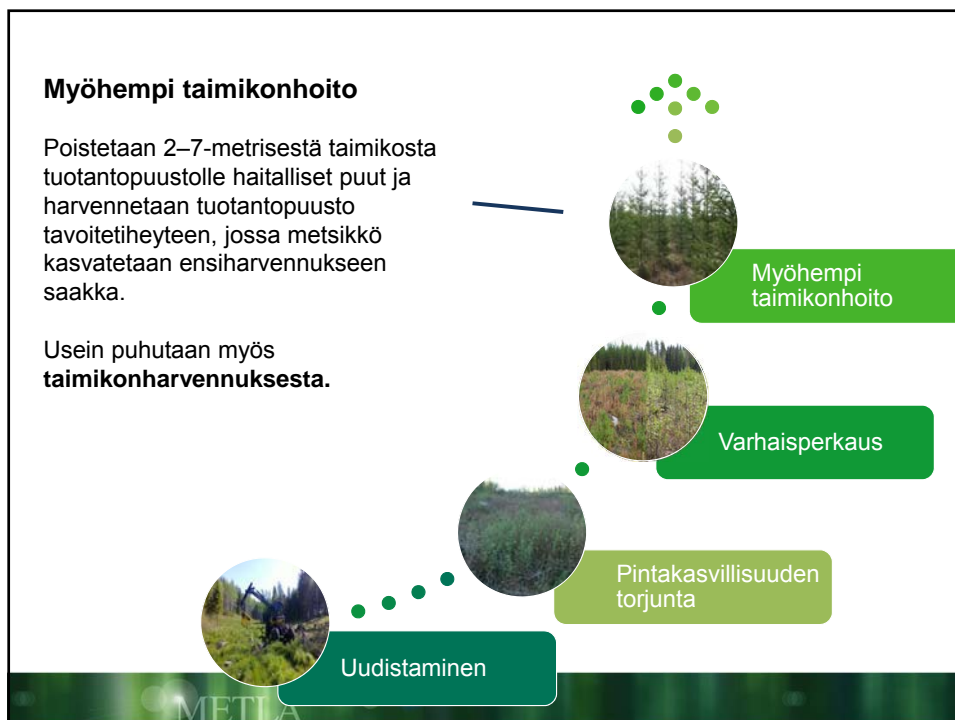 Myöhempi taimikonhoito
Poistetaan 2–7-metrisestä taimikosta
tuotantopuustolle haitalliset puut ja
harvennetaan tuotantopuusto
tavoitetiheyteen, jossa metsikkö
kasvatetaan ensiharvennukseen
saakka.
Usein puhutaan myös
taimikonharvennuksesta.
Myöhempi
taimikonhoito
Varhaisperkaus
Pintakasvillisuuden
torjunta
Uudistaminen
METLA